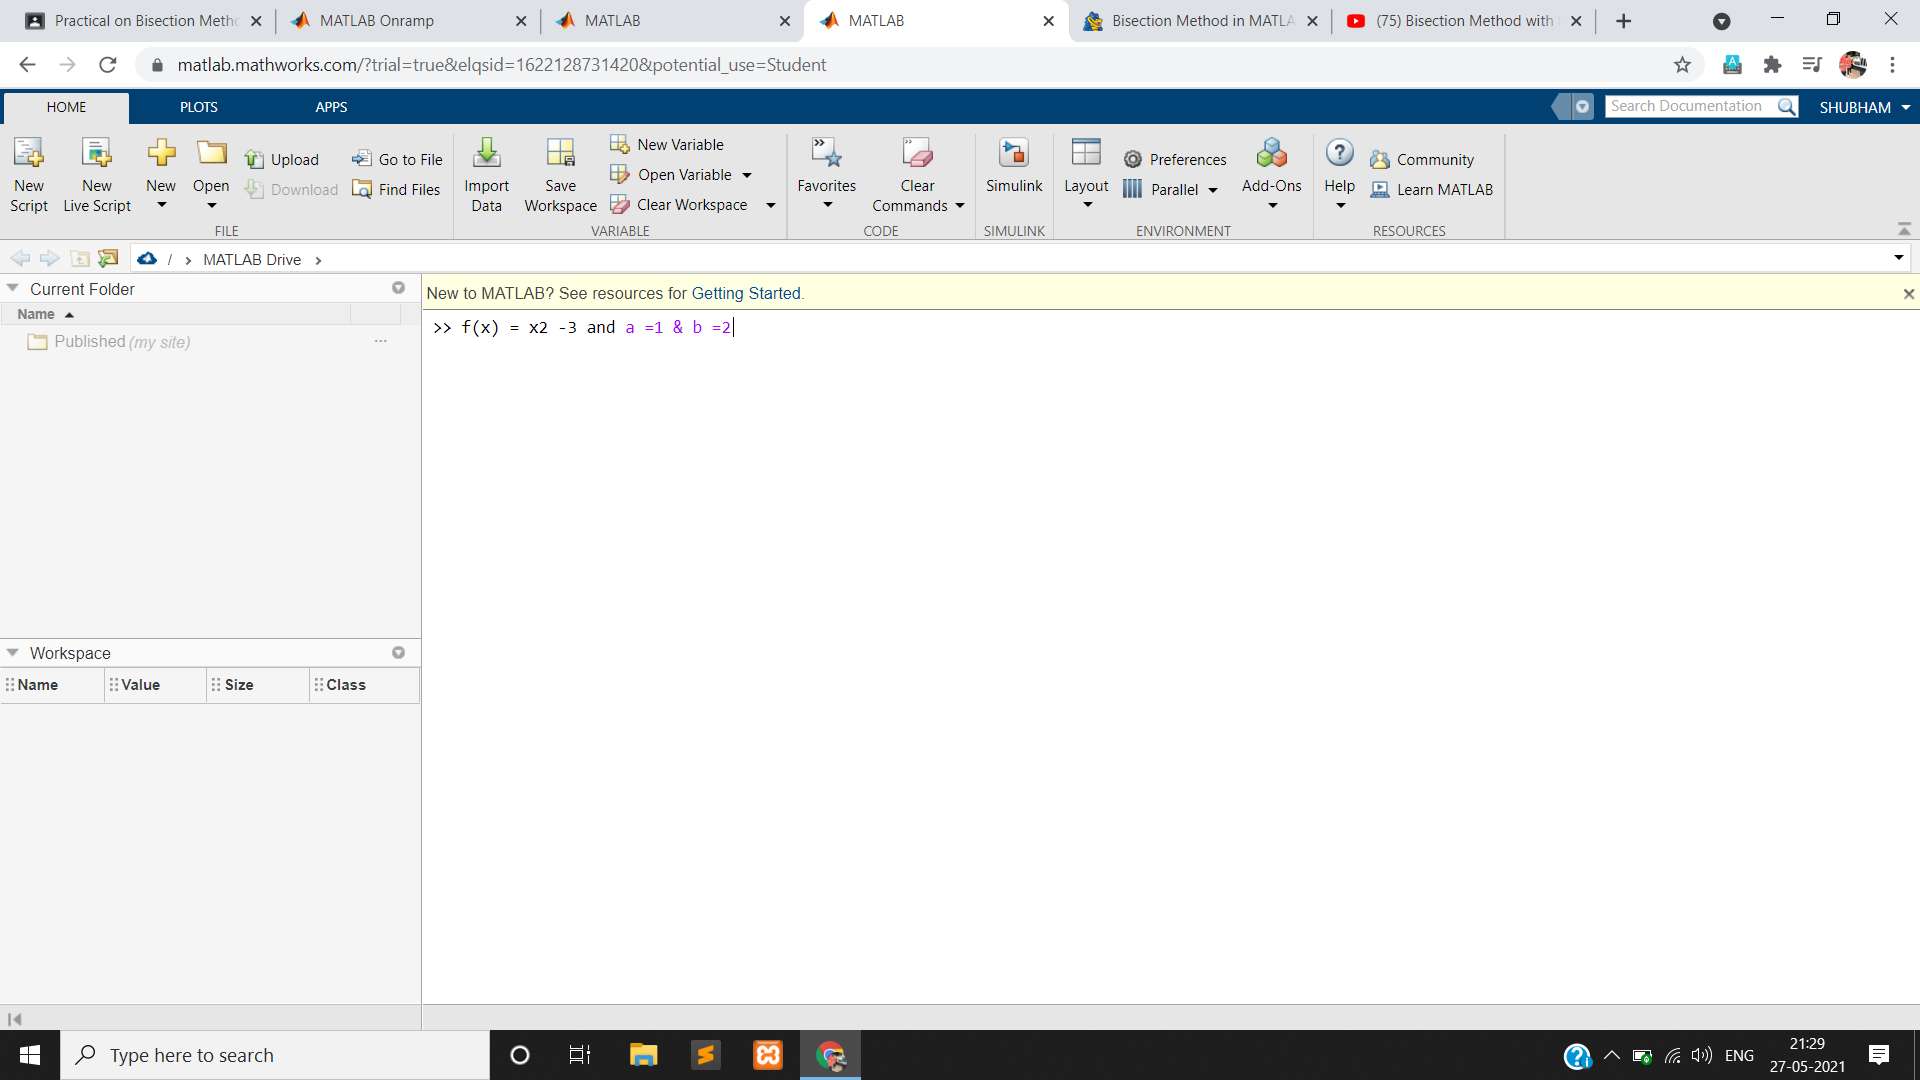 Practical on Bisection Metho
MATLAB Onramp
MATLAB
MATLAB
Bisection Method in MATLA
(75) Bisection Method with
matlab.mathworks.com/?trial=true&elqsid=1622128731420&potential_use=Student
HOME
PLOTS
APPS
Search Documentation
SHUBHAM
New Script
New Live Script
New
Open
Upload
Download
Go to File
Find Files
FILE
Import Data
Save Workspace
New Variable
Open Variable
Clear Workspace
VARIABLE
Favorites
Clear Commands
CODE
Simulink
SIMULINK
Layout
Preferences
Parallel
Add-Ons
ENVIRONMENT
Help
Community
Learn MATLAB
RESOURCES
/ > MATLAB Drive >
Current Folder
Name
Published (my site)
New to MATLAB? See resources for Getting Started.
>> f(x) = x2 -3 and a =1 & b =2
Workspace
Name
Value
Size
Class
Type here to search
ENG
21:29
27-05-2021